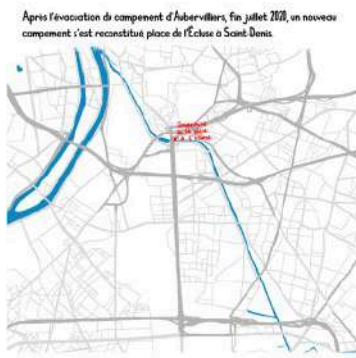 Après l'évacuation du campement d'Aubervilliers, fin juillet 2020, un nouveau
campement s'est reconstitué, place de l'Écluse à Saint-Denis.